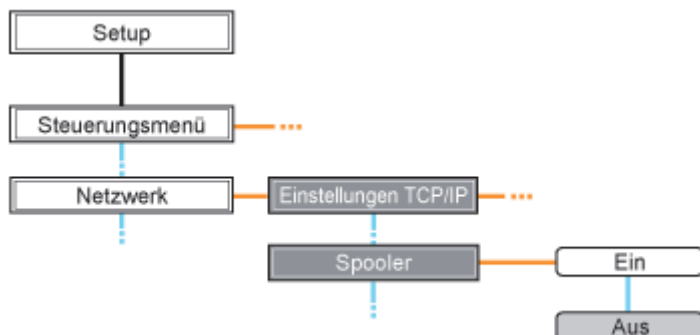 Setup
Steuerungsmenü
Netzwerk
Einstellungen TCP/IP
Spooler
Ein
Aus